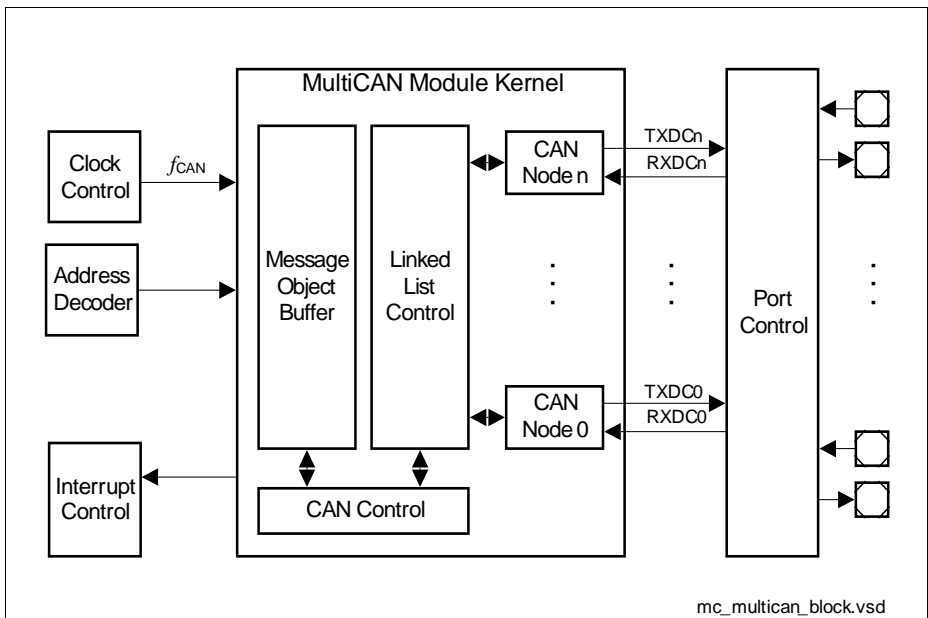 MultiCAN Module Kernel
Clock
Control
fCAN
Address
Decoder
Interrupt
Control
Message
Object
Buffer
Linked
List
Control
CAN
Node n
TXDCn
RXDCn
CAN
Node 0
TXDC0
RXDC0
CAN Control
Port
Control
mc_multican_block.vsd